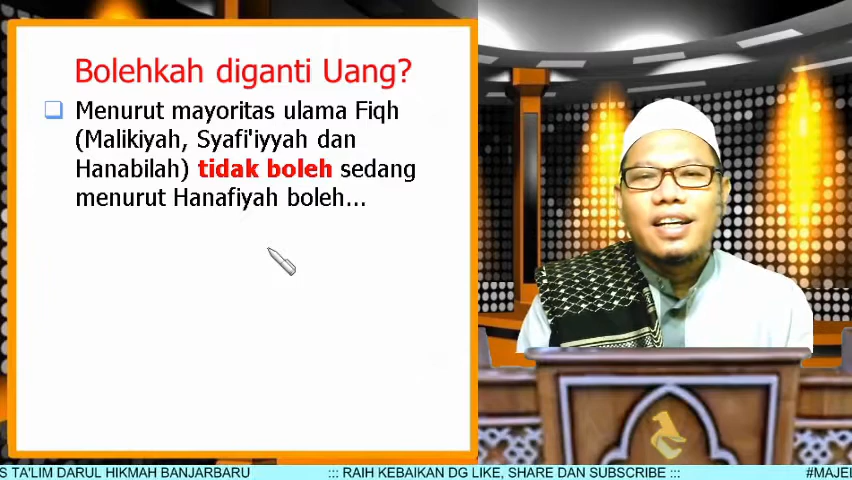 Bolehkah diganti Uang?
Menurut mayoritas ulama Fiqh
(Malikiyah, Syafi'iyyah dan
Hanabilah) tidak boleh sedang
menurut Hanafiyah boleh...
S TA'LIM DARUL HIKMAH BANJARBARU ::: RAIH KEBAIKAN DG LIKE, SHARE DAN SUBSCRIBE ::: #MAJEL